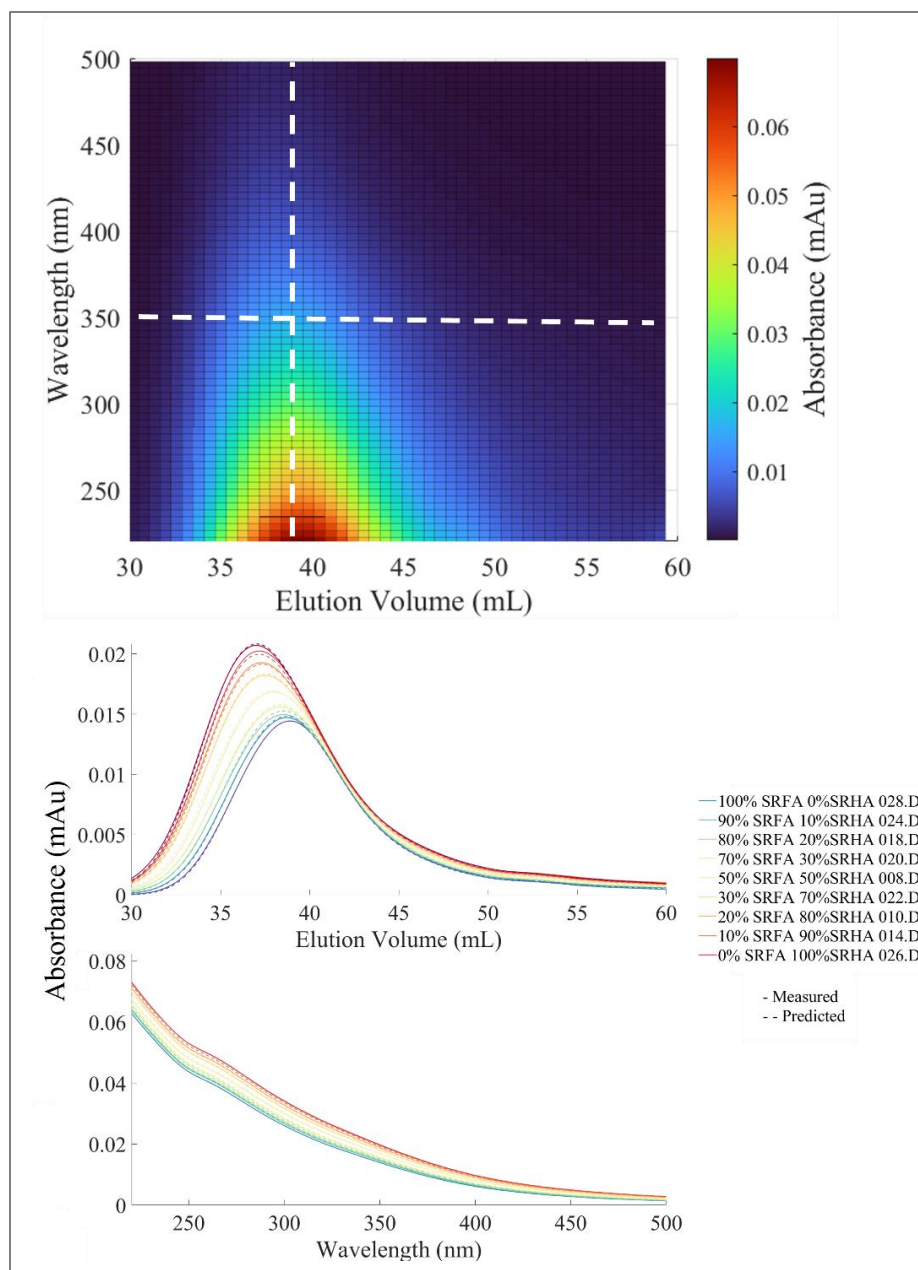 500
450
400
350
300
250
30
35
40
45
50
55
60
Wavelength (nm)
Elution Volume (mL)
0.06
0.05
0.04
0.03
0.02
0.01
Absorbance (mAu)
0.02
0.015
0.01
0.005
0
30
35
40
45
50
55
60
Elution Volume (mL)
Absorbance (mAu)
100% SRFA 0%SRHA 028.D
90% SRFA 10%SRHA 024.D
80% SRFA 20%SRHA 018.D
70% SRFA 30%SRHA 020.D
50% SRFA 50%SRHA 008.D
30% SRFA 70%SRHA 022.D
20% SRFA 80%SRHA 010.D
10% SRFA 90%SRHA 014.D
0% SRFA 100%SRHA 026.D
- Measured
- - Predicted
0.08
0.06
0.04
0.02
0
250
300
350
400
450
500
Wavelength (nm)